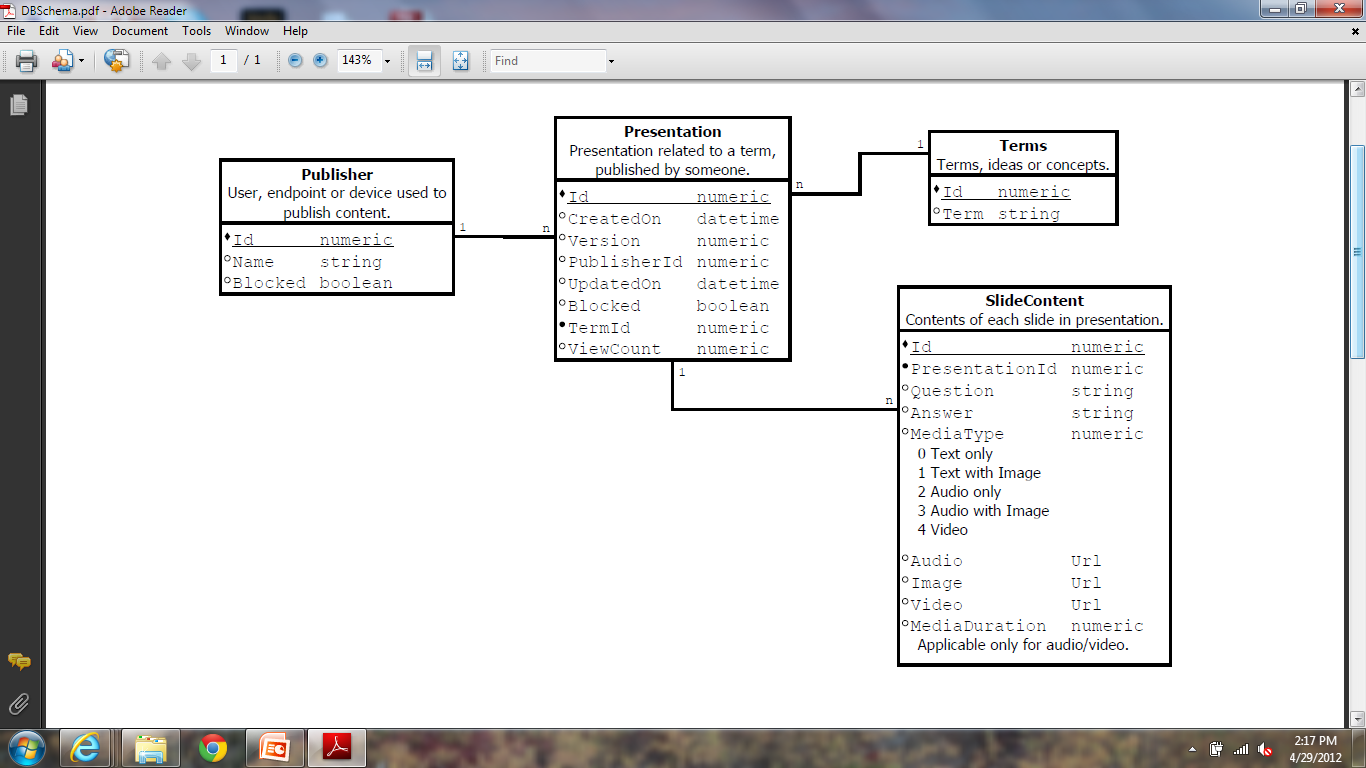 DBSchema.pdf - Adobe Reader
File Edit View Document Tools Window Help
1 / 1 143% Find
Publisher
User, endpoint or device used to
publish content.
Id numeric
Name string
Blocked boolean
1 n
Presentation
Presentation related to a term,
published by someone.
Id numeric
CreatedOn datetime
Version numeric
PublisherId numeric
UpdatedOn datetime
Blocked boolean
TermId numeric
ViewCount numeric
n 1
Terms
Terms, ideas or concepts.
Id numeric
Term string
1 n
SlideContent
Contents of each slide in presentation.
Id numeric
PresentationId numeric
Question string
Answer string
MediaType numeric
0 Text only
1 Text with Image
2 Audio only
3 Audio with Image
4 Video
Audio Url
Image Url
Video Url
MediaDuration numeric
Applicable only for audio/video.
2:17 PM
4/29/2012